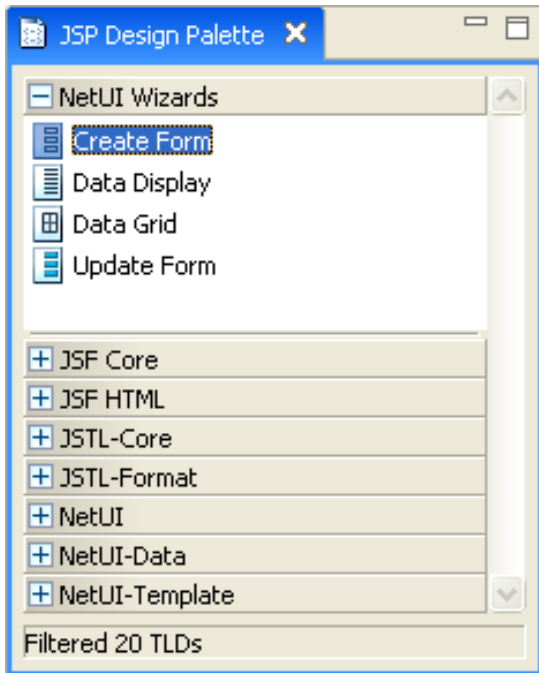 JSP Design Palette
NetUI Wizards
Create Form
Data Display
Data Grid
Update Form
JSF Core
JSF HTML
JSTL-Core
JSTL-Format
NetUI
NetUI-Data
NetUI-Template
Filtered 20 TLDs